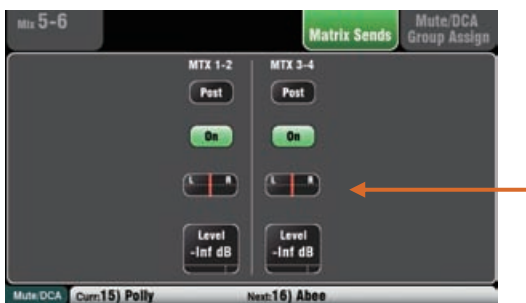 Mix 5-6
Matrix Sends
Mute/DCA
Group Assign
MTX 1-2 MTX 3-4
Post Post
On On
L R L R
Level Level
-Inf dB -Inf dB
Mute/DCA Curr:15) Polly Next:16) Abee